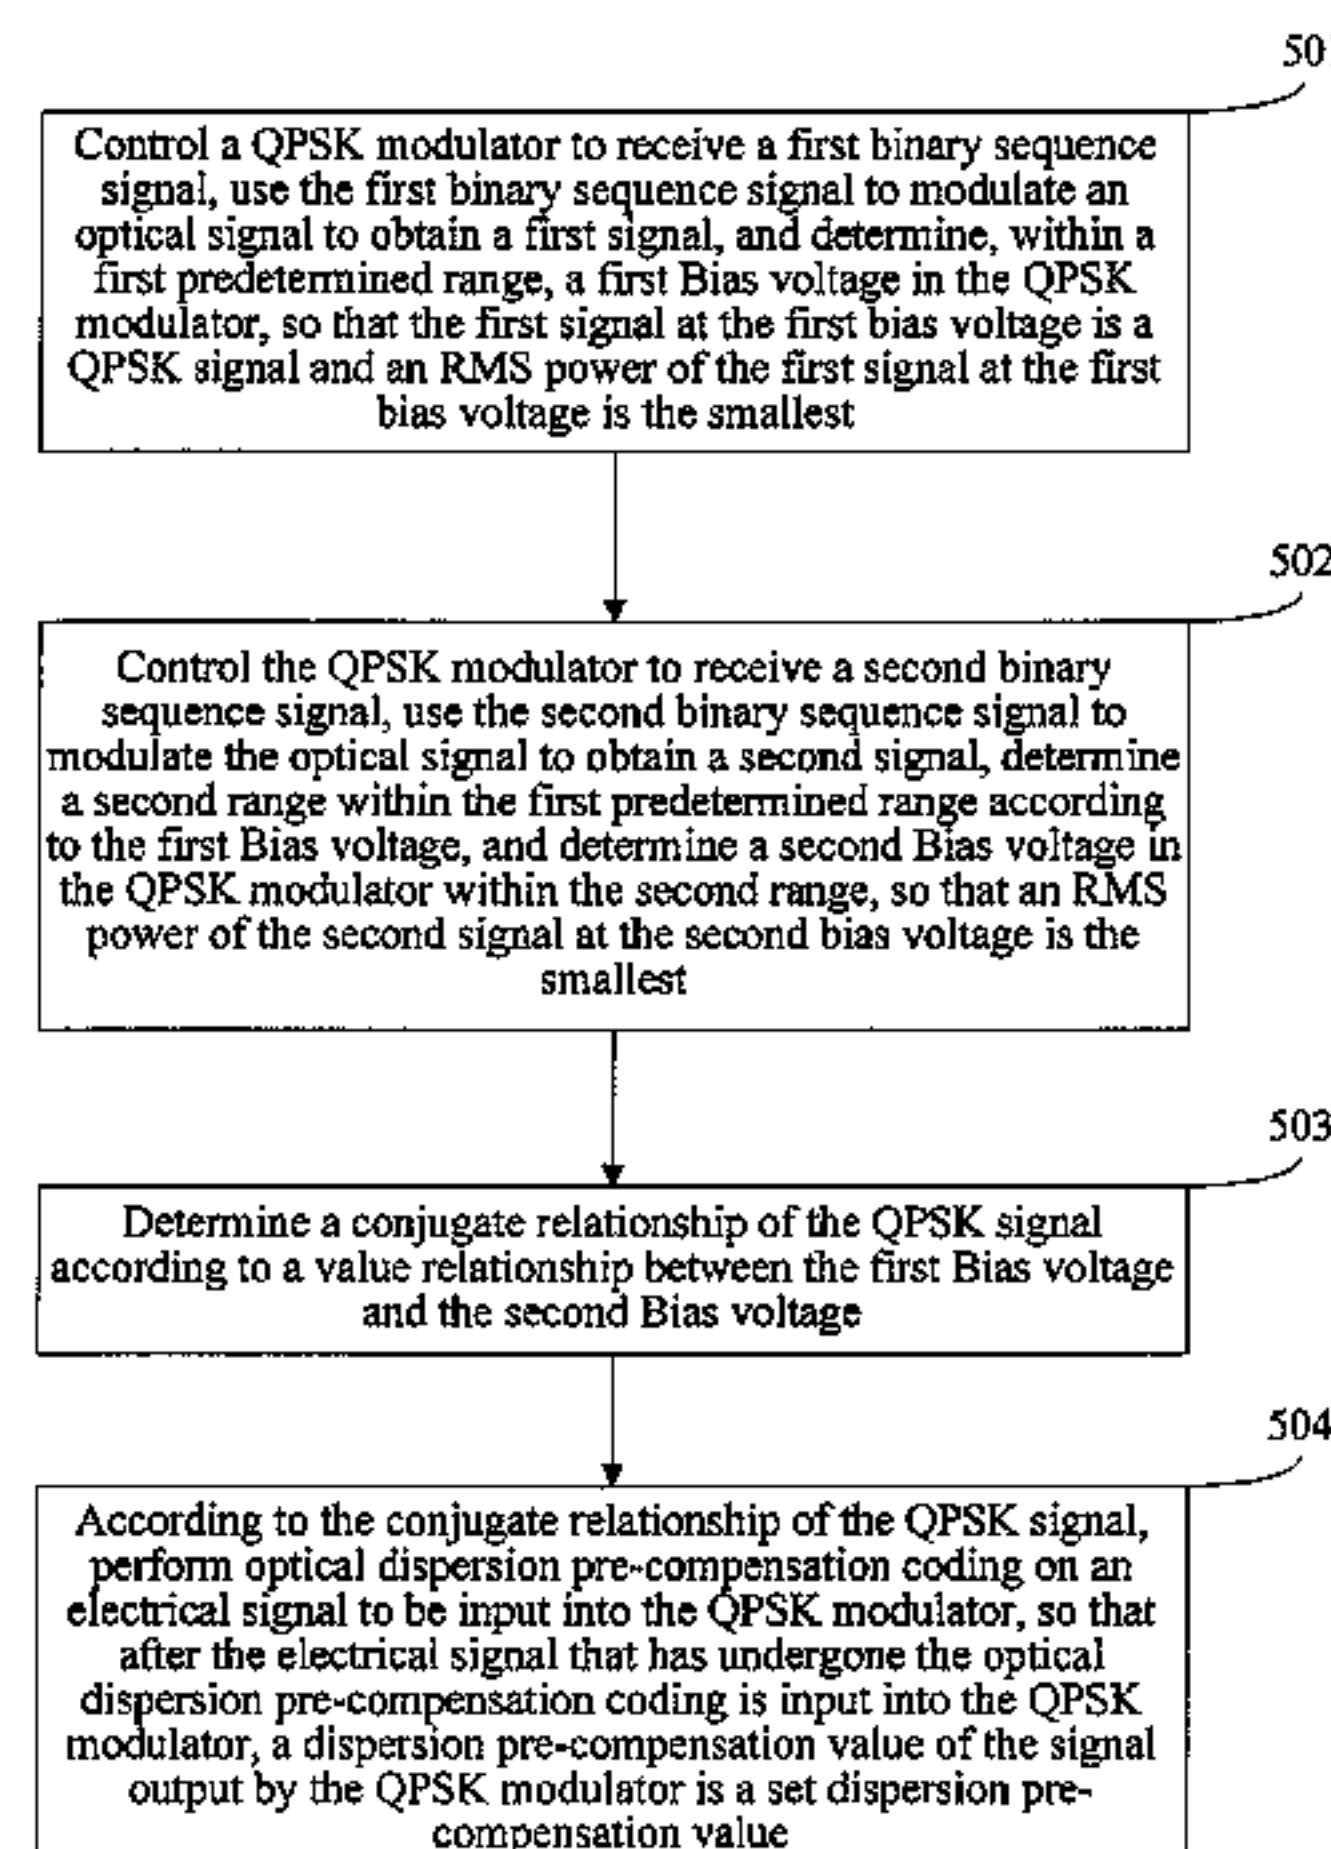 501
Control a QPSK modulator to receive a first binary sequence
signal, use the first binary sequence signal to modulate an
optical signal to obtain a first signal, and determine, within a
first predetermined range, a first Bias voltage in the QPSK
modulator, so that the first signal at the first bias voltage is a
QPSK signal and an RMS power of the first signal at the first
bias voltage is the smallest
502
Control the QPSK modulator to receive a second binary
sequence signal, use the second binary sequence signal to
modulate the optical signal to obtain a second signal, determine
a second range within the first predetermined range according
to the first Bias voltage, and determine a second Bias voltage in
the QPSK modulator within the second range, so that an RMS
power of the second signal at the second bias voltage is the
smallest
503
Determine a conjugate relationship of the QPSK signal
according to a value relationship between the first Bias voltage
and the second Bias voltage
504
According to the conjugate relationship of the QPSK signal,
perform optical dispersion pre-compensation coding on an
electrical signal to be input into the QPSK modulator, so that
after the electrical signal that has undergone the optical
dispersion pre-compensation coding is input into the QPSK
modulator, a dispersion pre-compensation value of the signal
output by the QPSK modulator is a set dispersion pre-
compensation value